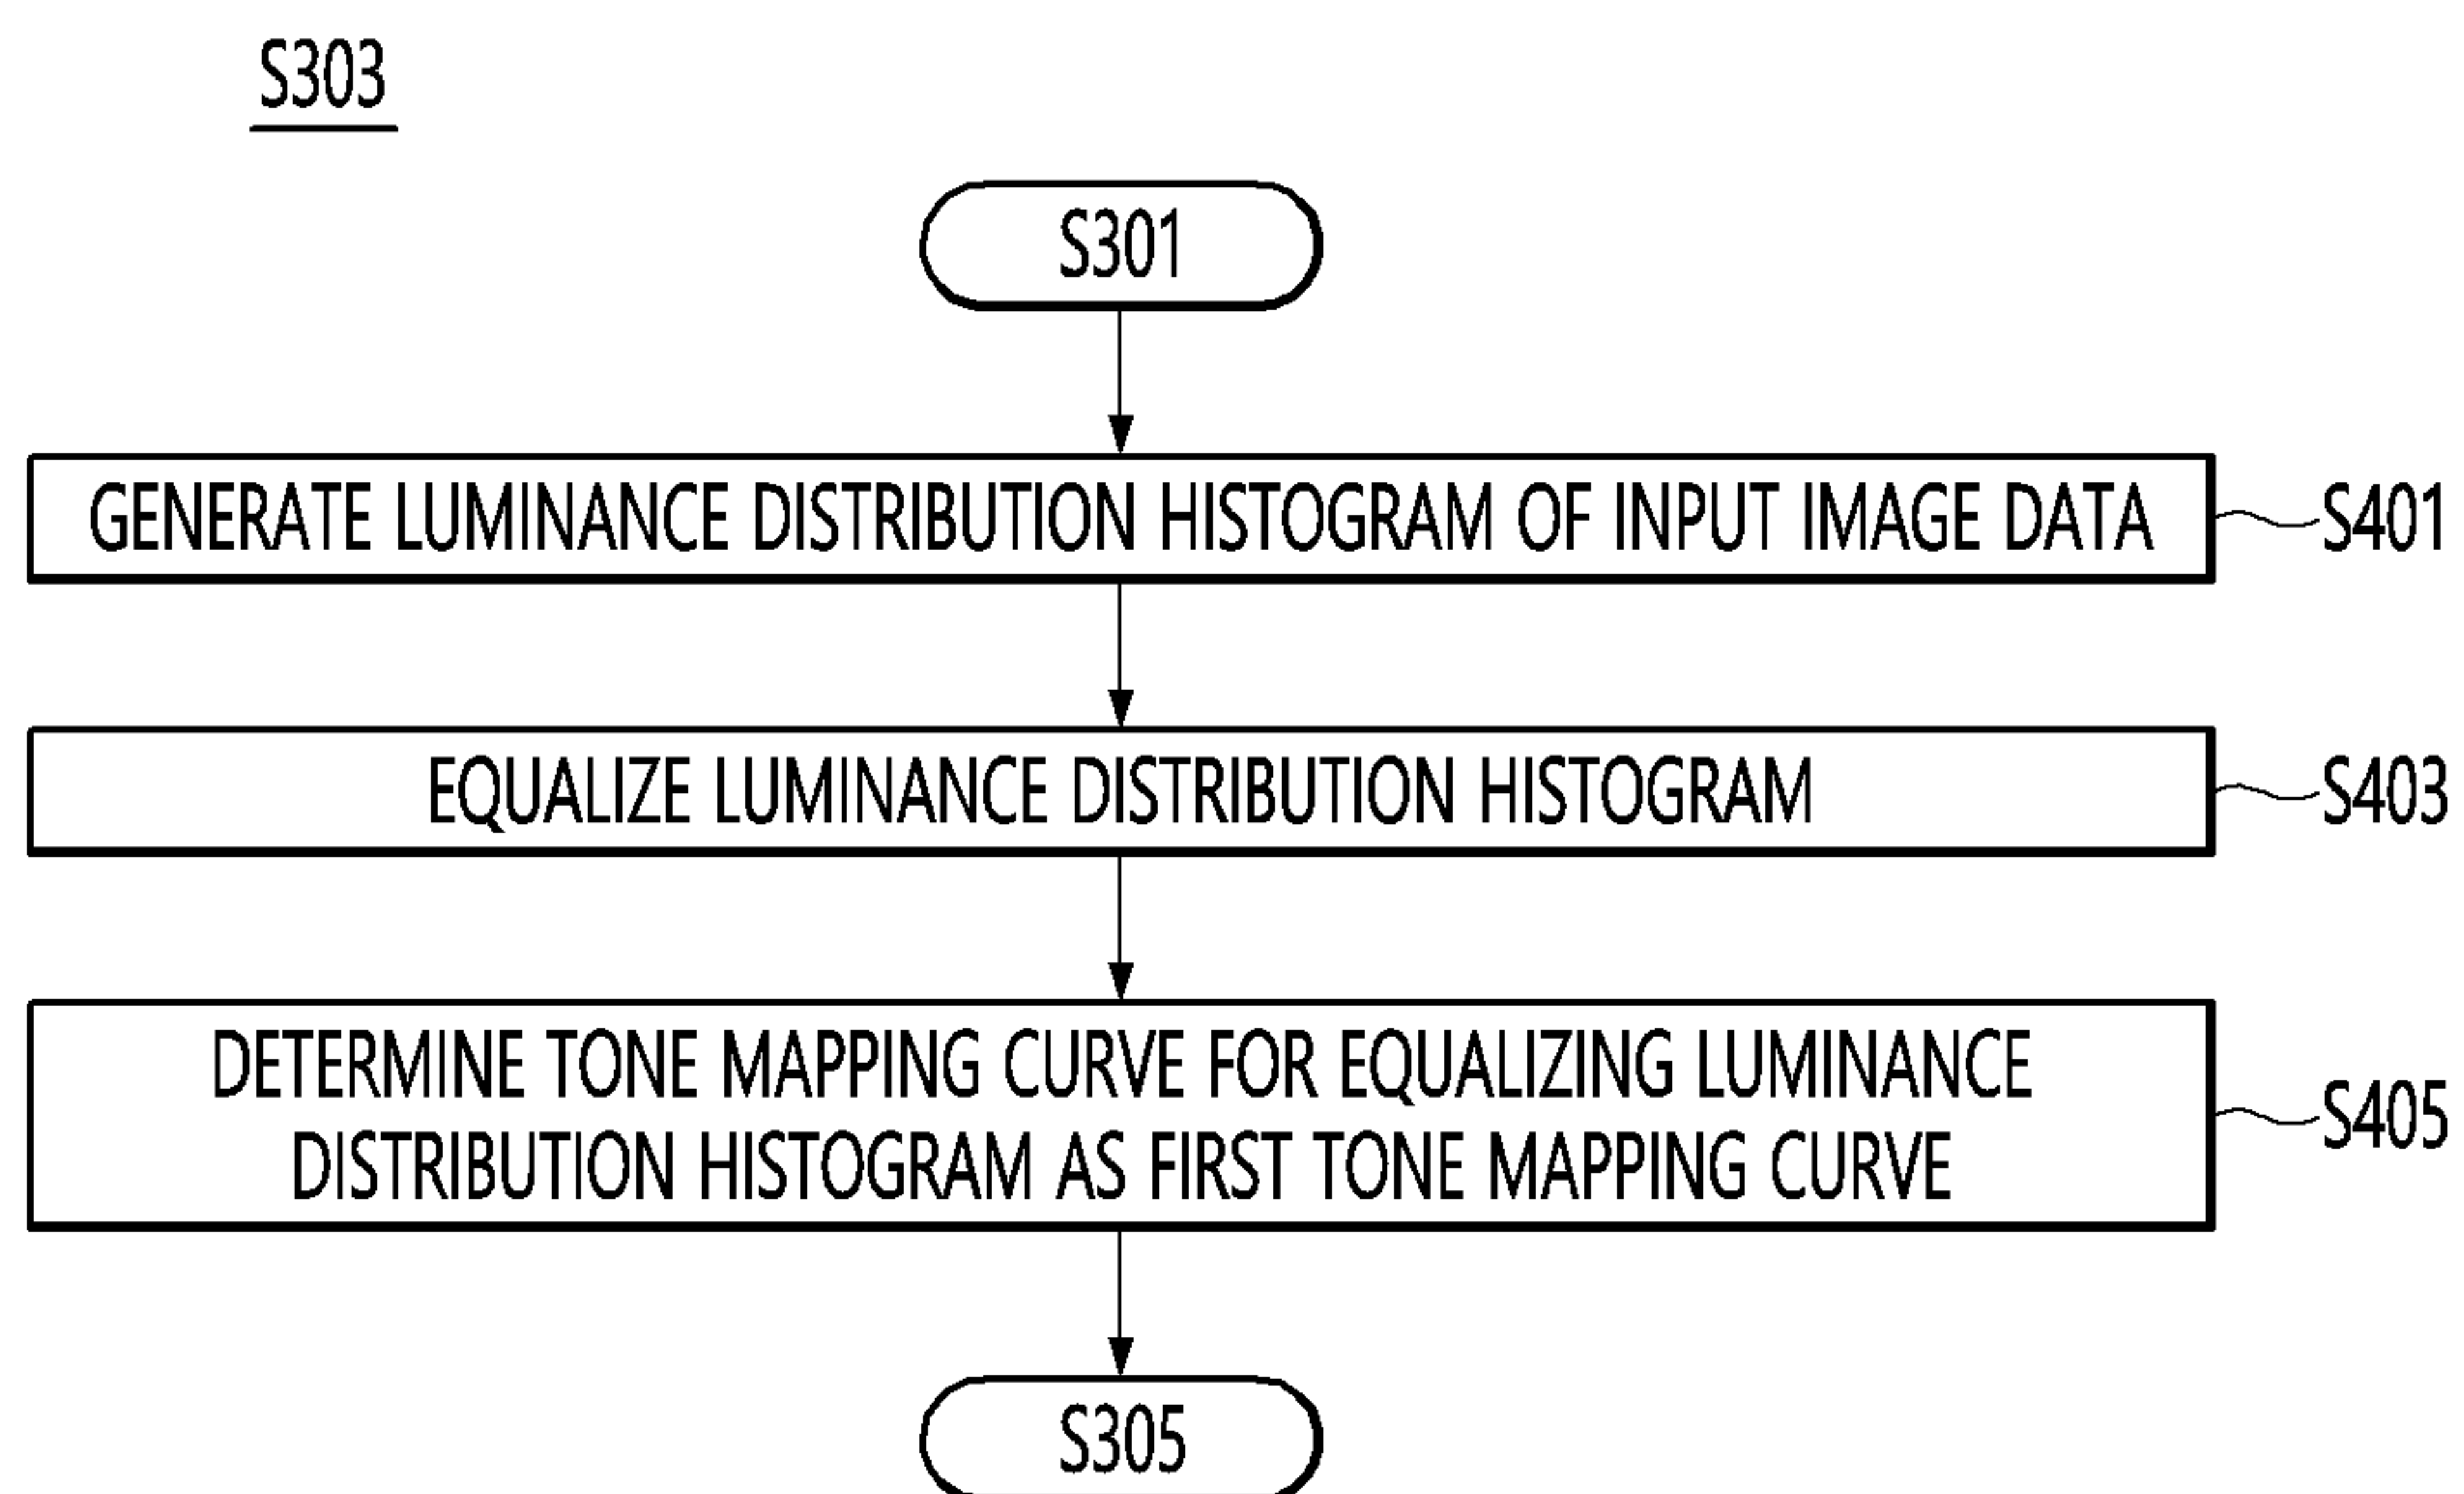 S303
S301
GENERATE LUMINANCE DISTRIBUTION HISTOGRAM OF INPUT IMAGE DATA
S401
EQUALIZE LUMINANCE DISTRIBUTION HISTOGRAM
S403
DETERMINE TONE MAPPING CURVE FOR EQUALIZING LUMINANCE
DISTRIBUTION HISTOGRAM AS FIRST TONE MAPPING CURVE
S405
S305